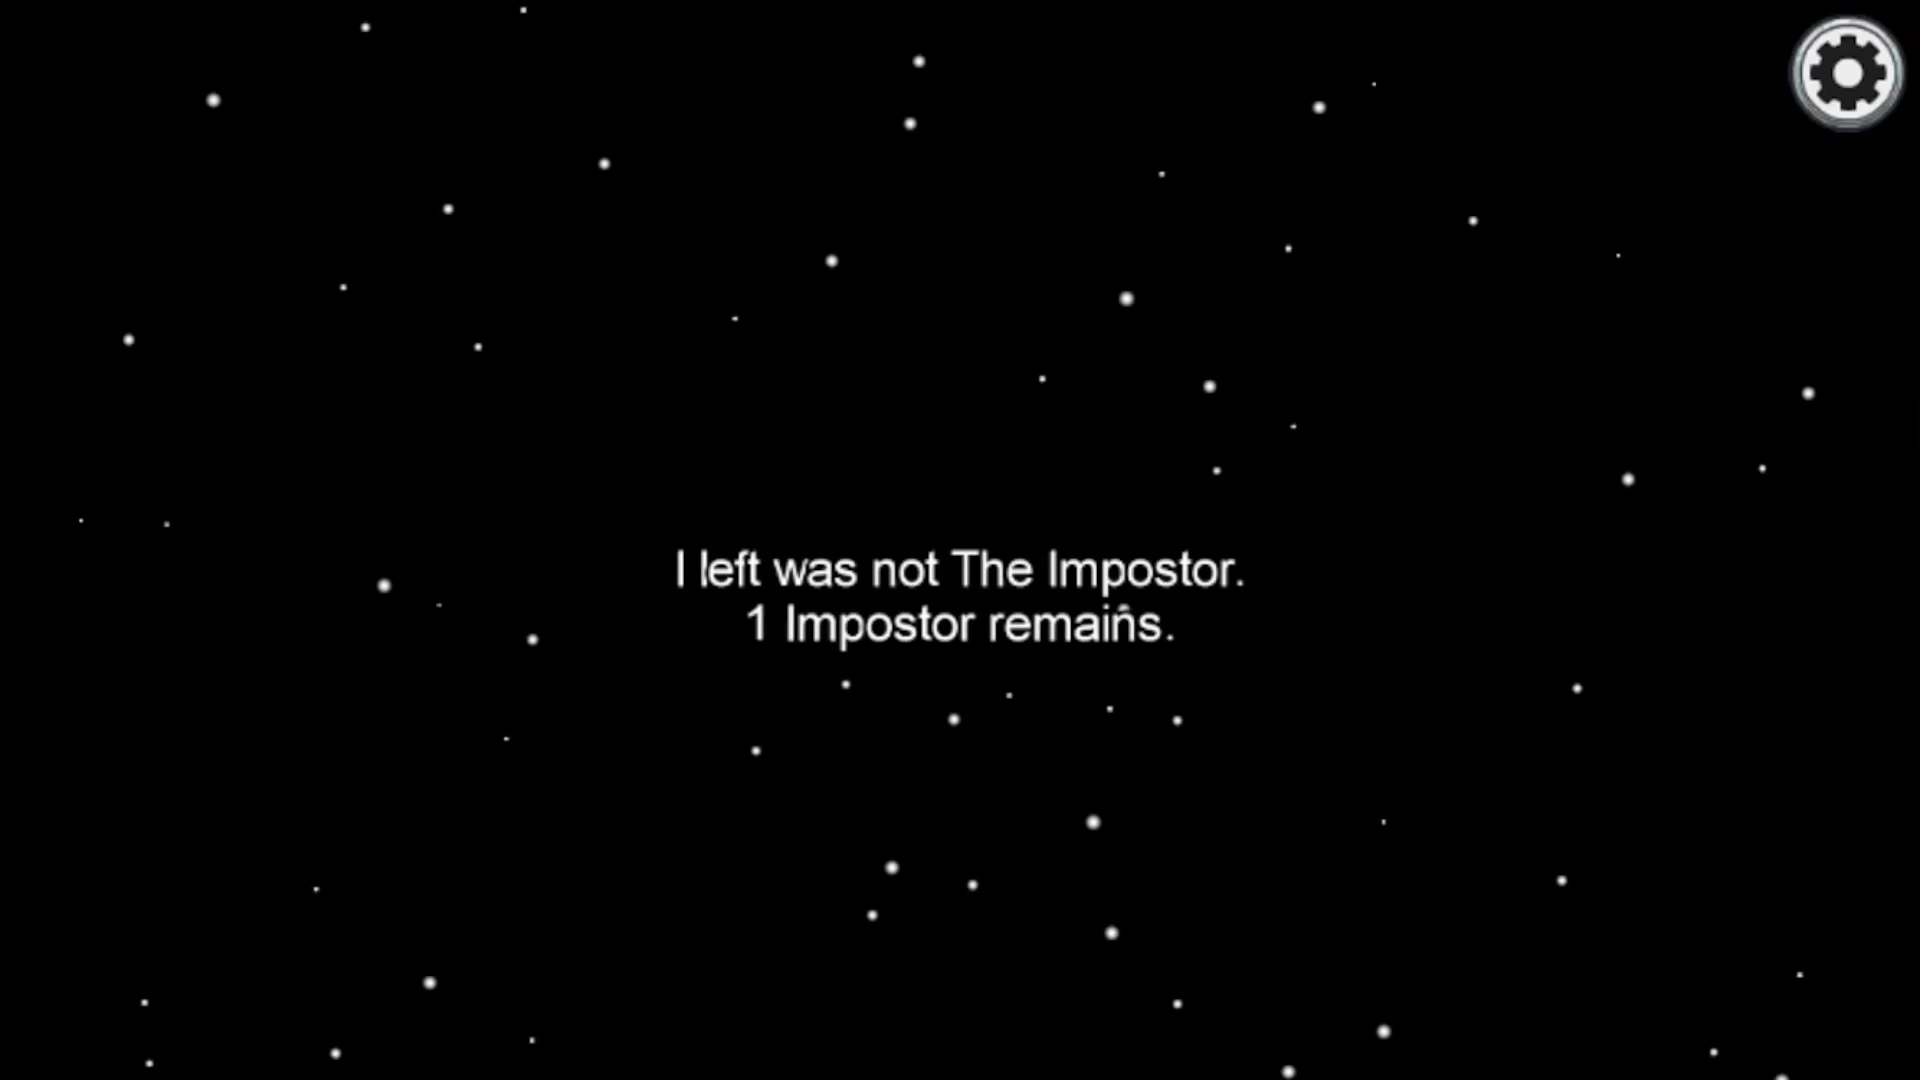 I left was not The Impostor.
1 Impostor remains.